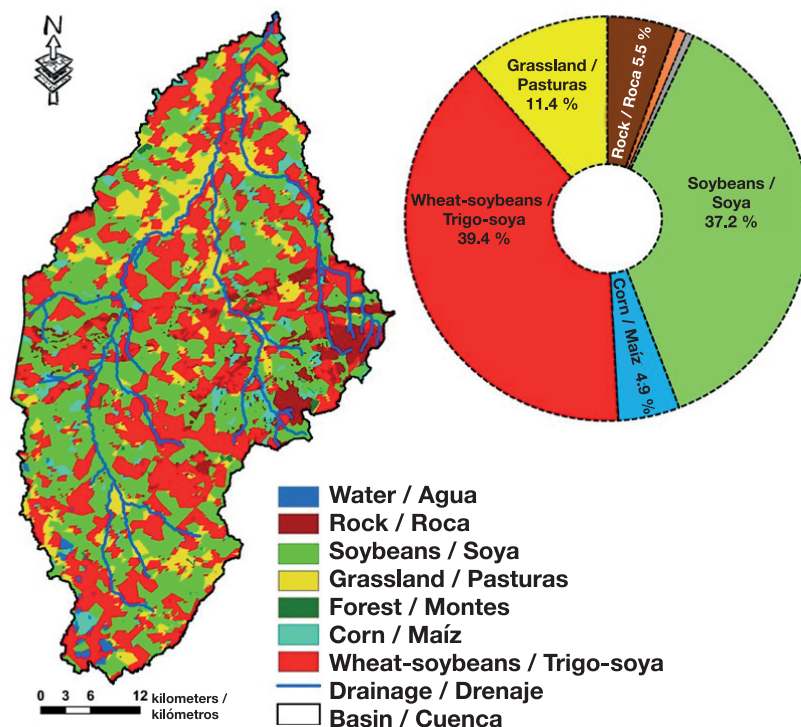 N
Grassland /
Pasturas
11.4 %
Rock / Roca 5.5 %
Wheat-soybeans /
Trigo-soya
39.4 %
Soybeans /
Soya
37.2 %
Corn / Maíz 4.9 %
Water / Agua
Rock / Roca
Soybeans / Soya
Grassland / Pasturas
Forest / Montes
Corn / Maíz
Wheat-soybeans / Trigo-soya
Drainage / Drenaje
Basin / Cuenca
0 3 6 12 kilometers /
kilómetros